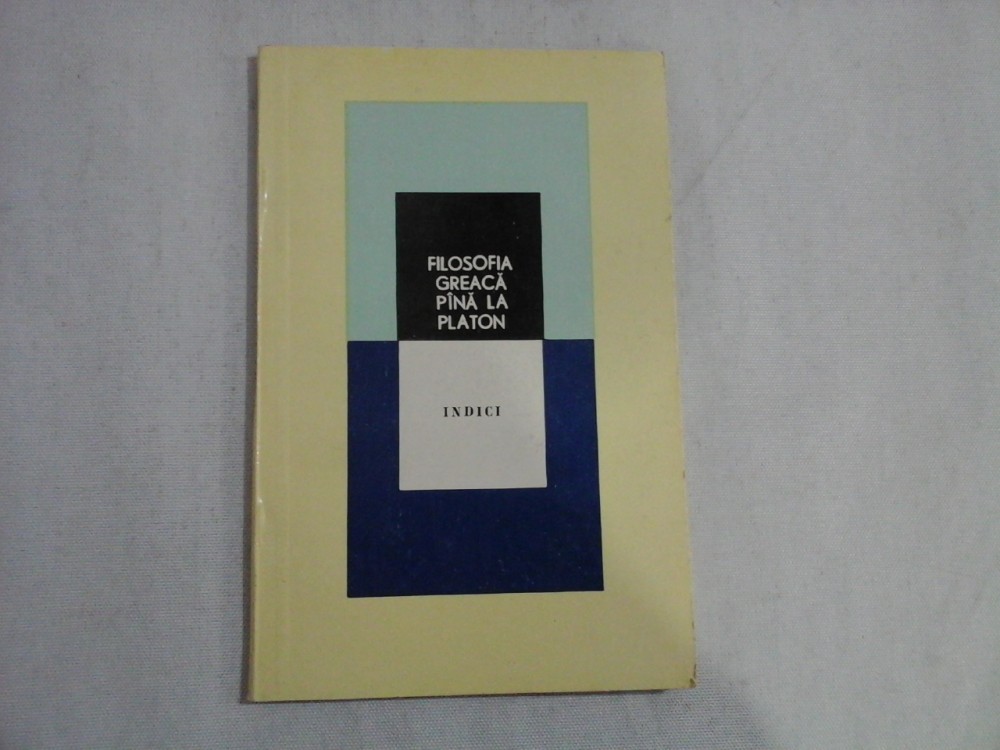 FILOSOFIA
GREACĂ
PÎNĂ LA
PLATON
INDICI